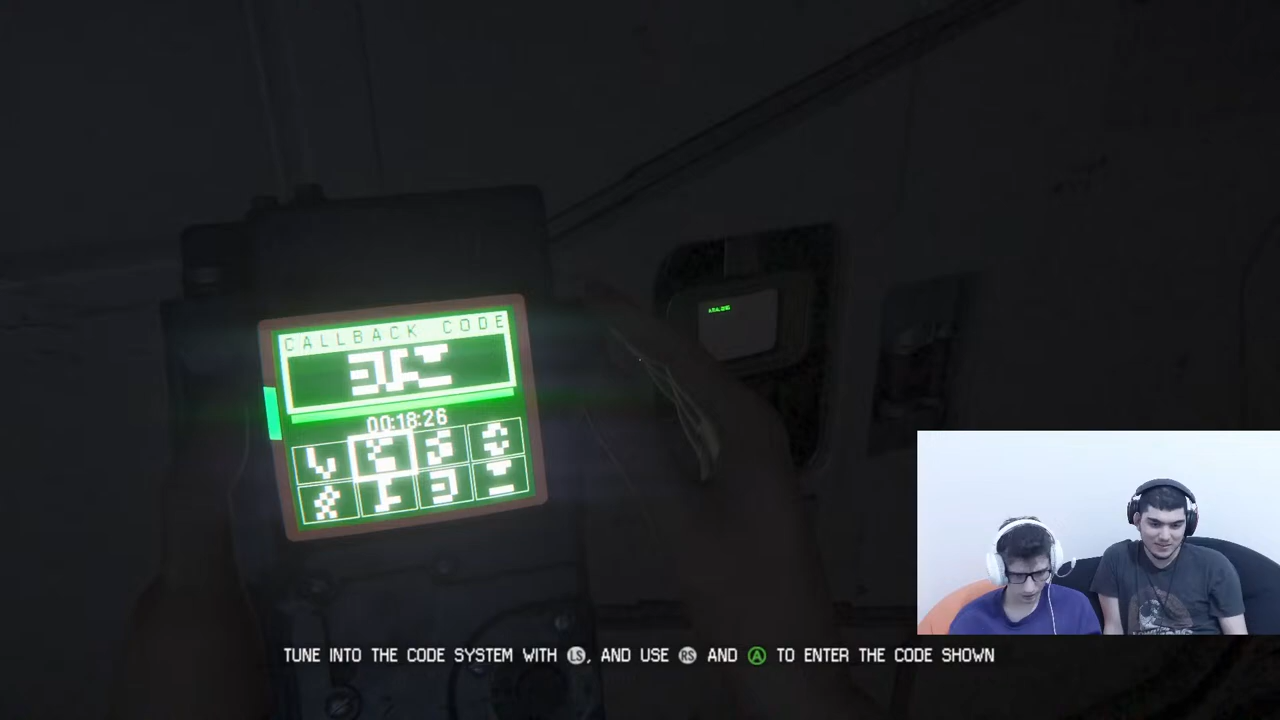 CALLBACK CODE
00:18:26
TUNE INTO THE CODE SYSTEM WITH LS, AND USE RS AND A TO ENTER THE CODE SHOWN